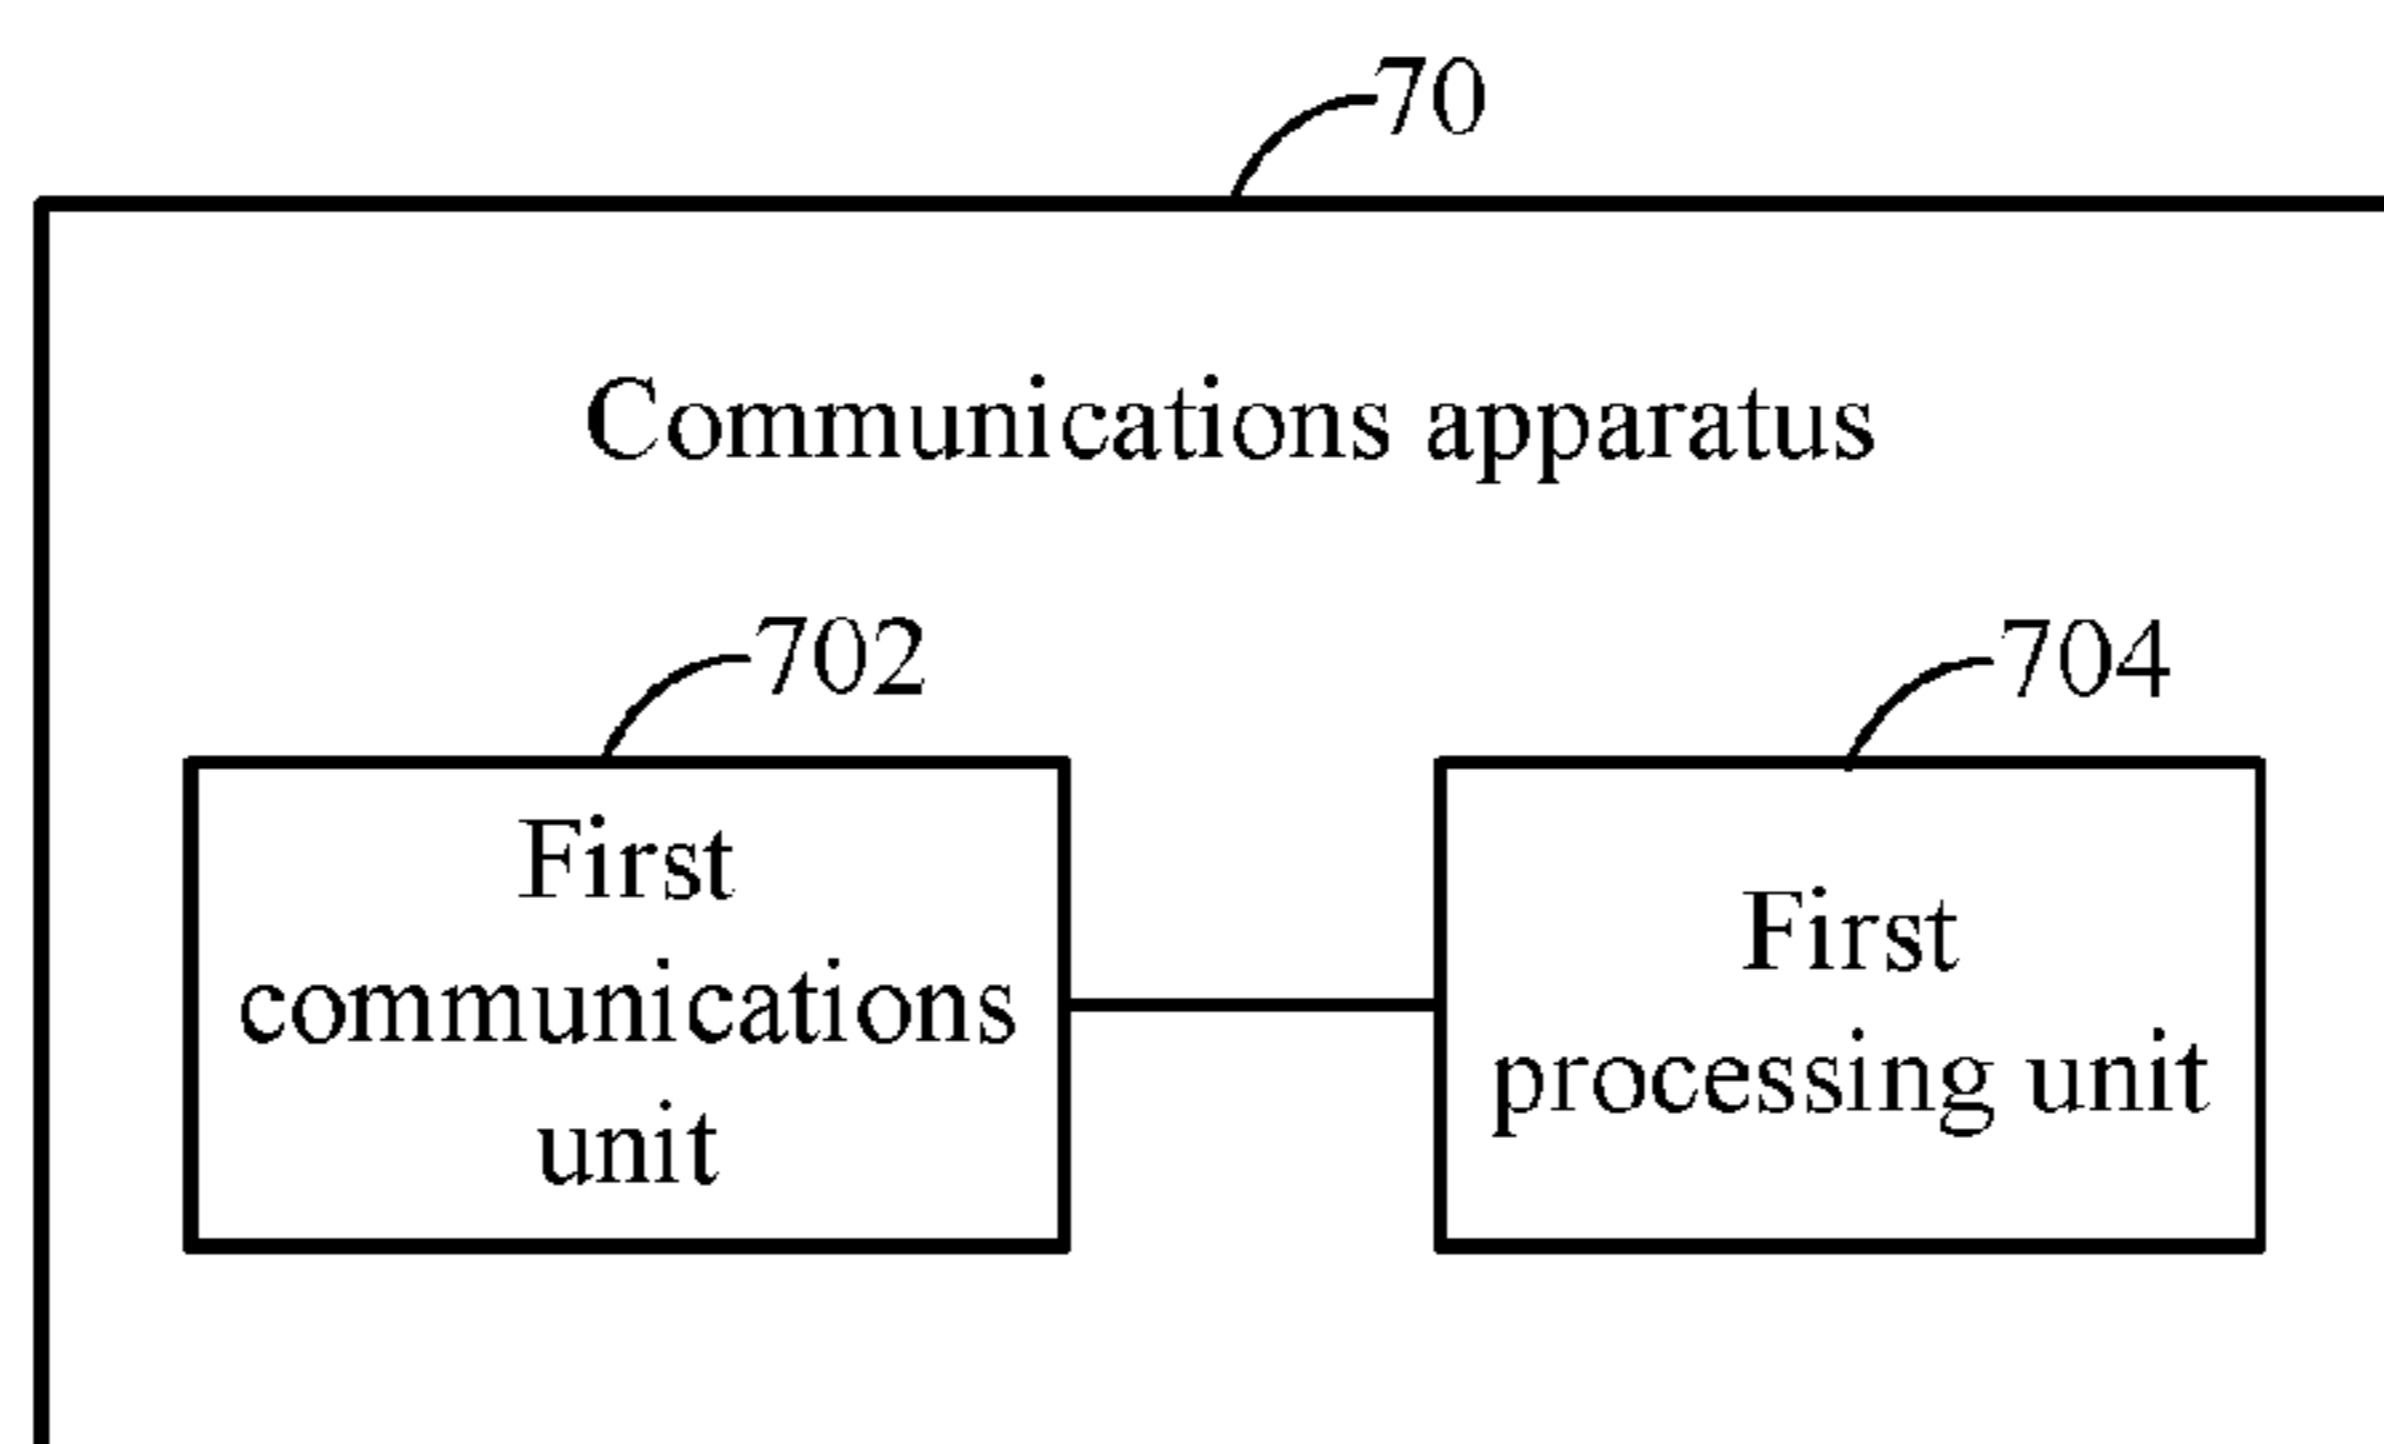 70
Communications apparatus
702
First
communications
unit
704
First
processing unit